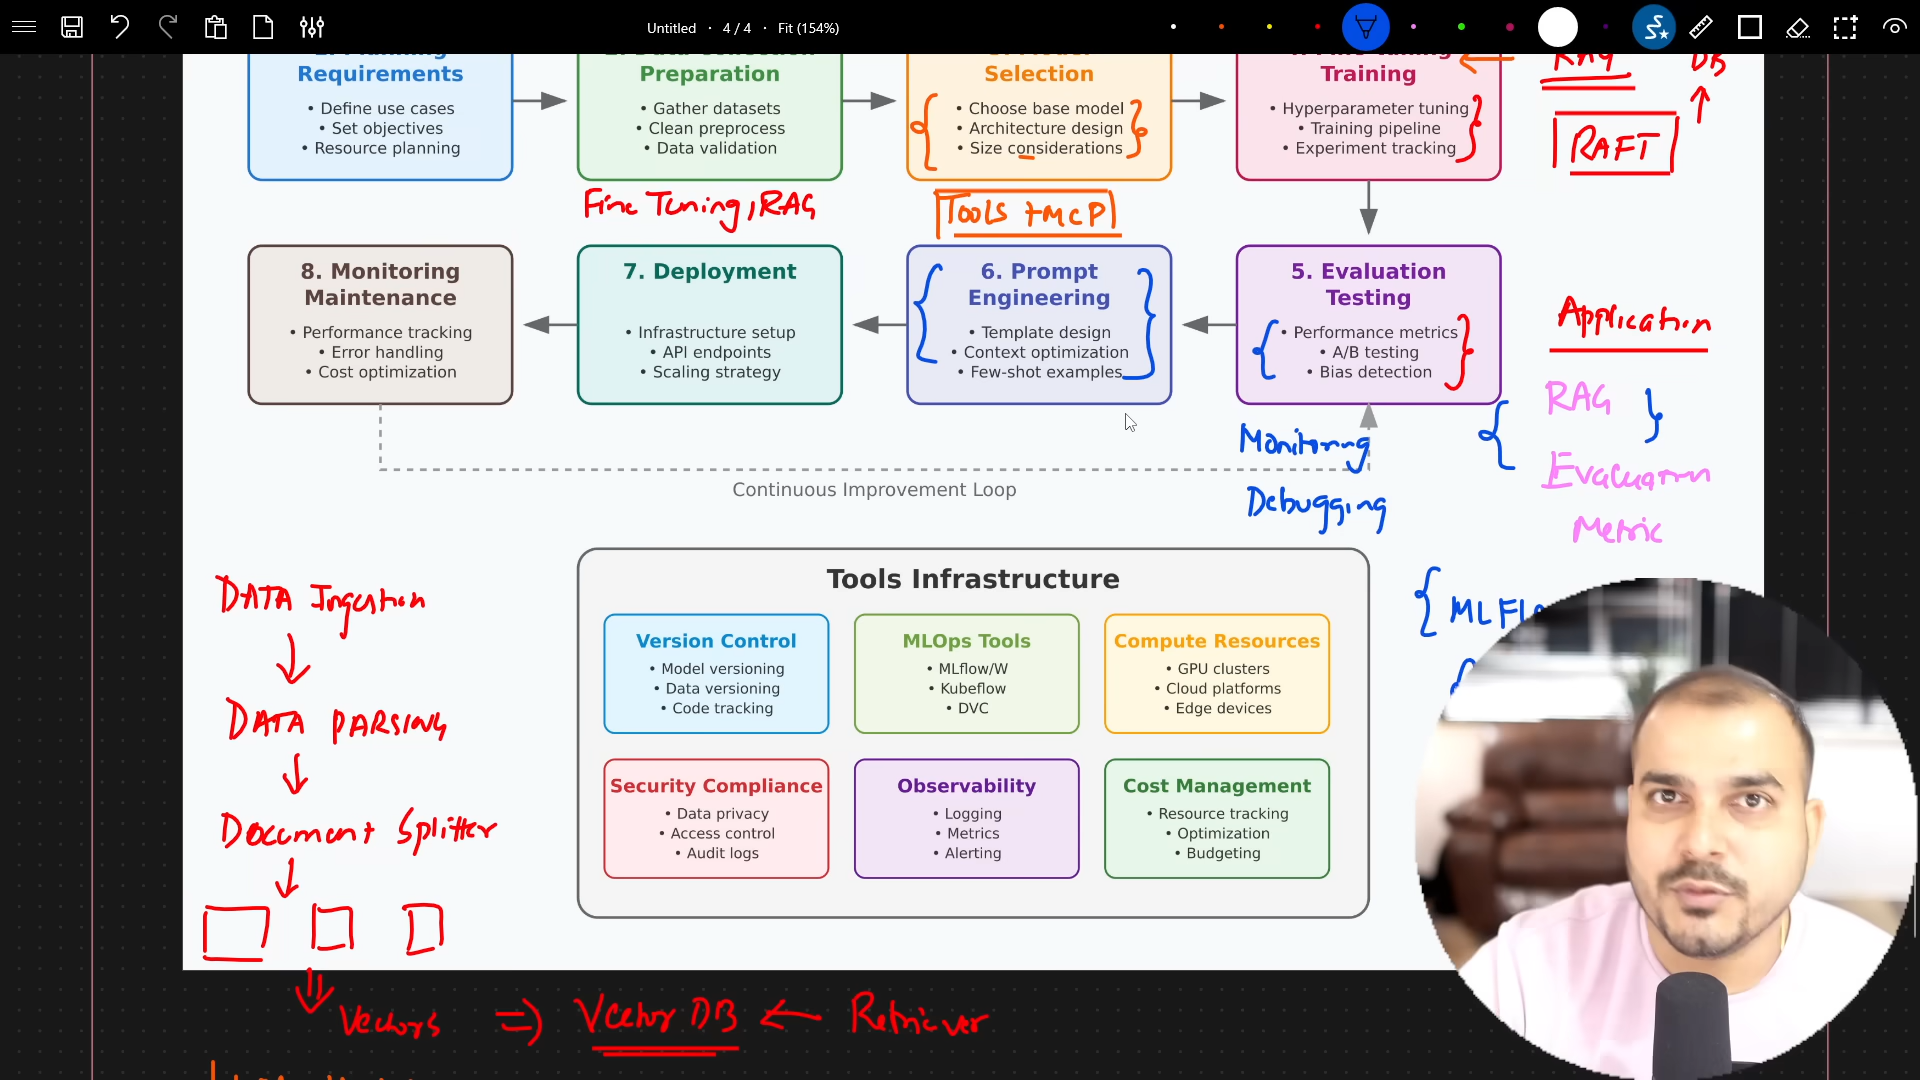 Untitled · 4 / 4 · Fit (154%)
Requirements
• Define use cases
• Set objectives
• Resource planning
Preparation
• Gather datasets
• Clean preprocess
• Data validation
Selection
• Choose base model
• Architecture design
• Size considerations
Training
• Hyperparameter tuning
• Training pipeline
• Experiment tracking
RAG
DB
RAFT
Fine Tuning, RAG
Tools + MCP
8. Monitoring
Maintenance
• Performance tracking
• Error handling
• Cost optimization
7. Deployment
• Infrastructure setup
• API endpoints
• Scaling strategy
6. Prompt
Engineering
• Template design
• Context optimization
• Few-shot examples
5. Evaluation
Testing
• Performance metrics
• A/B testing
• Bias detection
Application
RAG
Evaluation
Metric
Monitoring
Debugging
Continuous Improvement Loop
Tools Infrastructure
Version Control
• Model versioning
• Data versioning
• Code tracking
MLOps Tools
• MLflow/W
• Kubeflow
• DVC
Compute Resources
• GPU clusters
• Cloud platforms
• Edge devices
Security Compliance
• Data privacy
• Access control
• Audit logs
Observability
• Logging
• Metrics
• Alerting
Cost Management
• Resource tracking
• Optimization
• Budgeting
DATA Ingestion
DATA PARSING
Document Splitter
Vectors => Vector DB ← Retriever